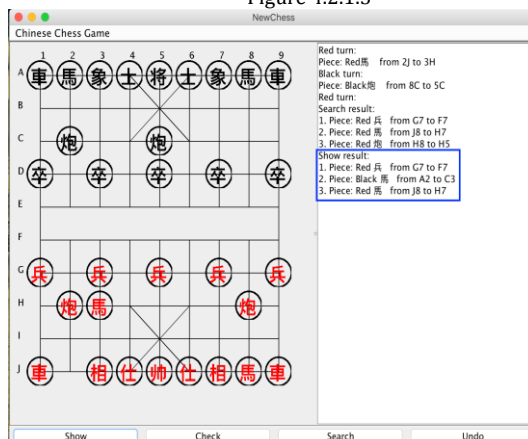 Figure 4.2.1.3
NewChess
Chinese Chess Game
1 2 3 4 5 6 7 8 9
A 車 馬 象 士 将 士 象 馬 車
B
C 炮 炮
D 卒 卒 卒 卒 卒
E
F
G 兵 兵 兵 兵 兵
H 炮 馬 炮
I
J 車 相 仕 帅 仕 相 馬 車
Red turn:
Piece: Red馬 from 2J to 3H
Black turn:
Piece: Black炮 from 8C to 5C
Red turn:
Search result:
1. Piece: Red 兵 from G7 to F7
2. Piece: Red 馬 from J8 to H7
3. Piece: Red 炮 from H8 to H5
Show result:
1. Piece: Red 兵 from G7 to F7
2. Piece: Black 馬 from A2 to C3
3. Piece: Red 馬 from J8 to H7
Show Check Search Undo